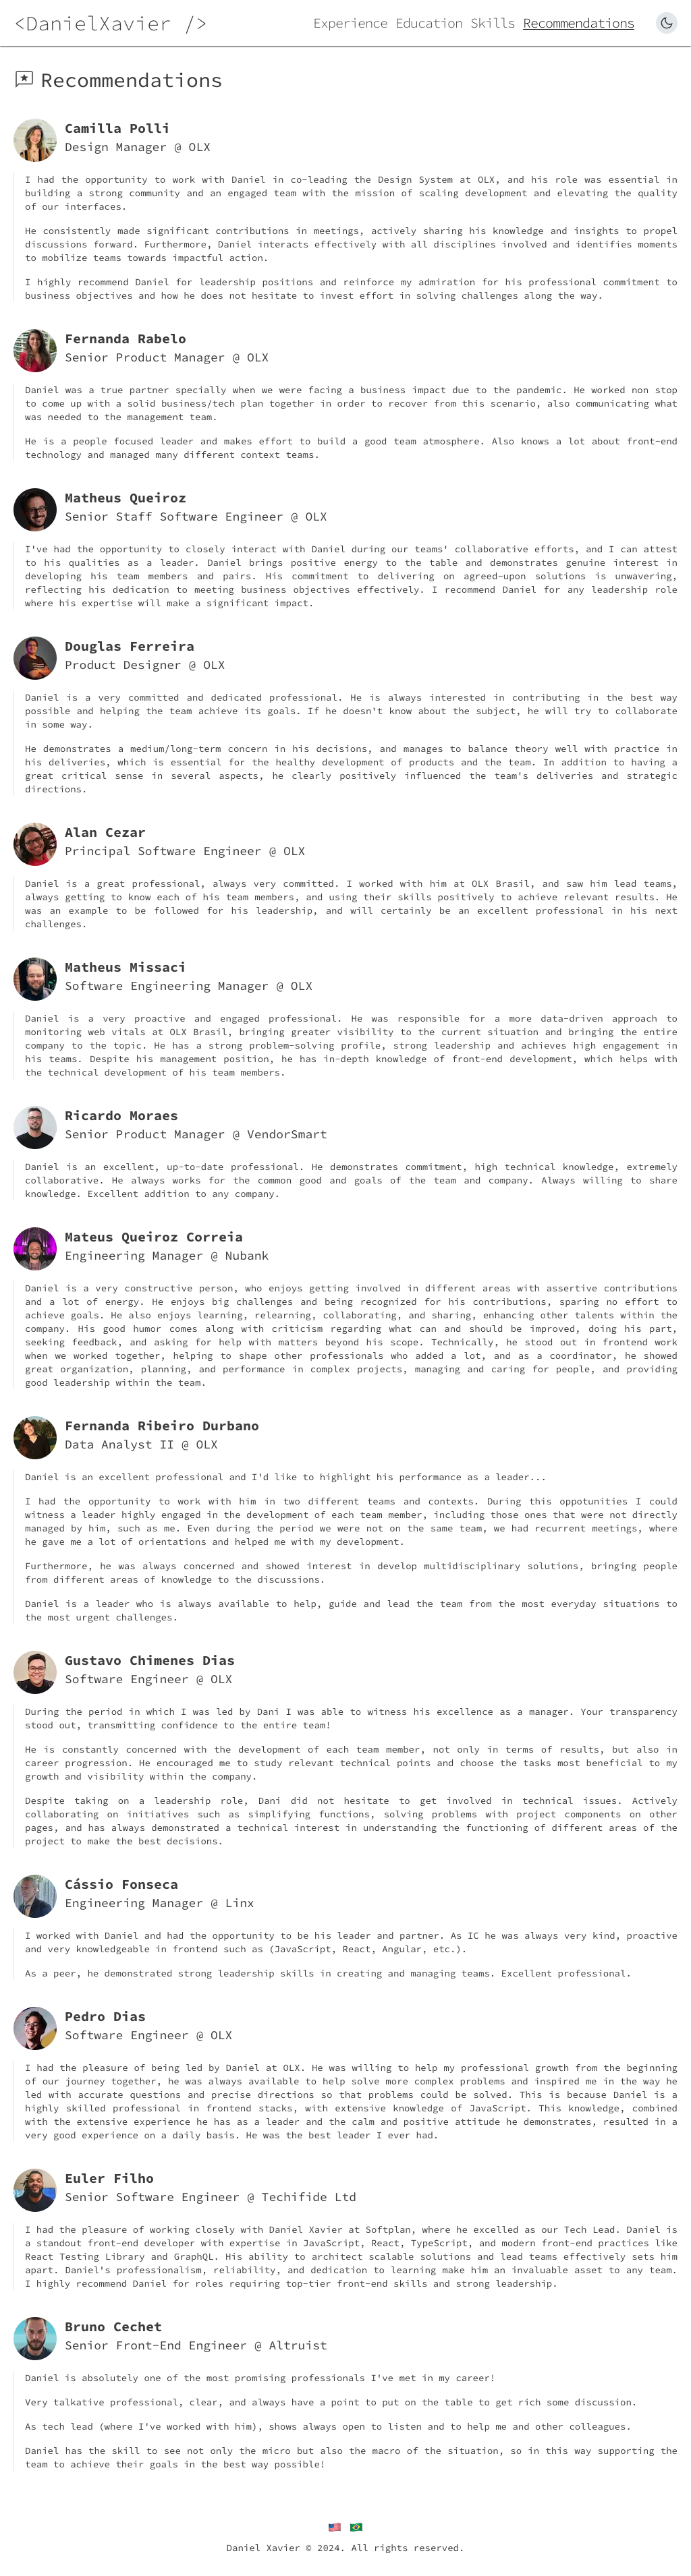 <DanielXavier />
Experience Education Skills Recommendations
Recommendations
Camilla Polli
Design Manager @ OLX
I had the opportunity to work with Daniel in co-leading the Design System at OLX, and his role was essential in
building a strong community and an engaged team with the mission of scaling development and elevating the quality
of our interfaces.
He consistently made significant contributions in meetings, actively sharing his knowledge and insights to propel
discussions forward. Furthermore, Daniel interacts effectively with all disciplines involved and identifies moments
to mobilize teams towards impactful action.
I highly recommend Daniel for leadership positions and reinforce my admiration for his professional commitment to
business objectives and how he does not hesitate to invest effort in solving challenges along the way.
Fernanda Rabelo
Senior Product Manager @ OLX
Daniel was a true partner specially when we were facing a business impact due to the pandemic. He worked non stop
to come up with a solid business/tech plan together in order to recover from this scenario, also communicating what
was needed to the management team.
He is a people focused leader and makes effort to build a good team atmosphere. Also knows a lot about front-end
technology and managed many different context teams.
Matheus Queiroz
Senior Staff Software Engineer @ OLX
I've had the opportunity to closely interact with Daniel during our teams' collaborative efforts, and I can attest
to his qualities as a leader. Daniel brings positive energy to the table and demonstrates genuine interest in
developing his team members and pairs. His commitment to delivering on agreed-upon solutions is unwavering,
reflecting his dedication to meeting business objectives effectively. I recommend Daniel for any leadership role
where his expertise will make a significant impact.
Douglas Ferreira
Product Designer @ OLX
Daniel is a very committed and dedicated professional. He is always interested in contributing in the best way
possible and helping the team achieve its goals. If he doesn't know about the subject, he will try to collaborate
in some way.
He demonstrates a medium/long-term concern in his decisions, and manages to balance theory well with practice in
his deliveries, which is essential for the healthy development of products and the team. In addition to having a
great critical sense in several aspects, he clearly positively influenced the team's deliveries and strategic
directions.
Alan Cezar
Principal Software Engineer @ OLX
Daniel is a great professional, always very committed. I worked with him at OLX Brasil, and saw him lead teams,
always getting to know each of his team members, and using their skills positively to achieve relevant results. He
was an example to be followed for his leadership, and will certainly be an excellent professional in his next
challenges.
Matheus Missaci
Software Engineering Manager @ OLX
Daniel is a very proactive and engaged professional. He was responsible for a more data-driven approach to
monitoring web vitals at OLX Brasil, bringing greater visibility to the current situation and bringing the entire
company to the topic. He has a strong problem-solving profile, strong leadership and achieves high engagement in
his teams. Despite his management position, he has in-depth knowledge of front-end development, which helps with
the technical development of his team members.
Ricardo Moraes
Senior Product Manager @ VendorSmart
Daniel is an excellent, up-to-date professional. He demonstrates commitment, high technical knowledge, extremely
collaborative. He always works for the common good and goals of the team and company. Always willing to share
knowledge. Excellent addition to any company.
Mateus Queiroz Correia
Engineering Manager @ Nubank
Daniel is a very constructive person, who enjoys getting involved in different areas with assertive contributions
and a lot of energy. He enjoys big challenges and being recognized for his contributions, sparing no effort to
achieve goals. He also enjoys learning, relearning, collaborating, and sharing, enhancing other talents within the
company. His good humor comes along with criticism regarding what can and should be improved, doing his part,
seeking feedback, and asking for help with matters beyond his scope. Technically, he stood out in frontend work
when we worked together, helping to shape other professionals who added a lot, and as a coordinator, he showed
great organization, planning, and performance in complex projects, managing and caring for people, and providing
good leadership within the team.
Fernanda Ribeiro Durbano
Data Analyst II @ OLX
Daniel is an excellent professional and I'd like to highlight his performance as a leader...
I had the opportunity to work with him in two different teams and contexts. During this oppotunities I could
witness a leader highly engaged in the development of each team member, including those ones that were not directly
managed by him, such as me. Even during the period we were not on the same team, we had recurrent meetings, where
he gave me a lot of orientations and helped me with my development.
Furthermore, he was always concerned and showed interest in develop multidisciplinary solutions, bringing people
from different areas of knowledge to the discussions.
Daniel is a leader who is always available to help, guide and lead the team from the most everyday situations to
the most urgent challenges.
Gustavo Chimenes Dias
Software Engineer @ OLX
During the period in which I was led by Dani I was able to witness his excellence as a manager. Your transparency
stood out, transmitting confidence to the entire team!
He is constantly concerned with the development of each team member, not only in terms of results, but also in
career progression. He encouraged me to study relevant technical points and choose the tasks most beneficial to my
growth and visibility within the company.
Despite taking on a leadership role, Dani did not hesitate to get involved in technical issues. Actively
collaborating on initiatives such as simplifying functions, solving problems with project components on other
pages, and has always demonstrated a technical interest in understanding the functioning of different areas of the
project to make the best decisions.
Cássio Fonseca
Engineering Manager @ Linx
I worked with Daniel and had the opportunity to be his leader and partner. As IC he was always very kind, proactive
and very knowledgeable in frontend such as (JavaScript, React, Angular, etc.).
As a peer, he demonstrated strong leadership skills in creating and managing teams. Excellent professional.
Pedro Dias
Software Engineer @ OLX
I had the pleasure of being led by Daniel at OLX. He was willing to help my professional growth from the beginning
of our journey together, he was always available to help solve more complex problems and inspired me in the way he
led with accurate questions and precise directions so that problems could be solved. This is because Daniel is a
highly skilled professional in frontend stacks, with extensive knowledge of JavaScript. This knowledge, combined
with the extensive experience he has as a leader and the calm and positive attitude he demonstrates, resulted in a
very good experience on a daily basis. He was the best leader I ever had.
Euler Filho
Senior Software Engineer @ Techifide Ltd
I had the pleasure of working closely with Daniel Xavier at Softplan, where he excelled as our Tech Lead. Daniel is
a standout front-end developer with expertise in JavaScript, React, TypeScript, and modern front-end practices like
React Testing Library and GraphQL. His ability to architect scalable solutions and lead teams effectively sets him
apart. Daniel's professionalism, reliability, and dedication to learning make him an invaluable asset to any team.
I highly recommend Daniel for roles requiring top-tier front-end skills and strong leadership.
Bruno Cechet
Senior Front-End Engineer @ Altruist
Daniel is absolutely one of the most promising professionals I've met in my career!
Very talkative professional, clear, and always have a point to put on the table to get rich some discussion.
As tech lead (where I've worked with him), shows always open to listen and to help me and other colleagues.
Daniel has the skill to see not only the micro but also the macro of the situation, so in this way supporting the
team to achieve their goals in the best way possible!
Daniel Xavier © 2024. All rights reserved.